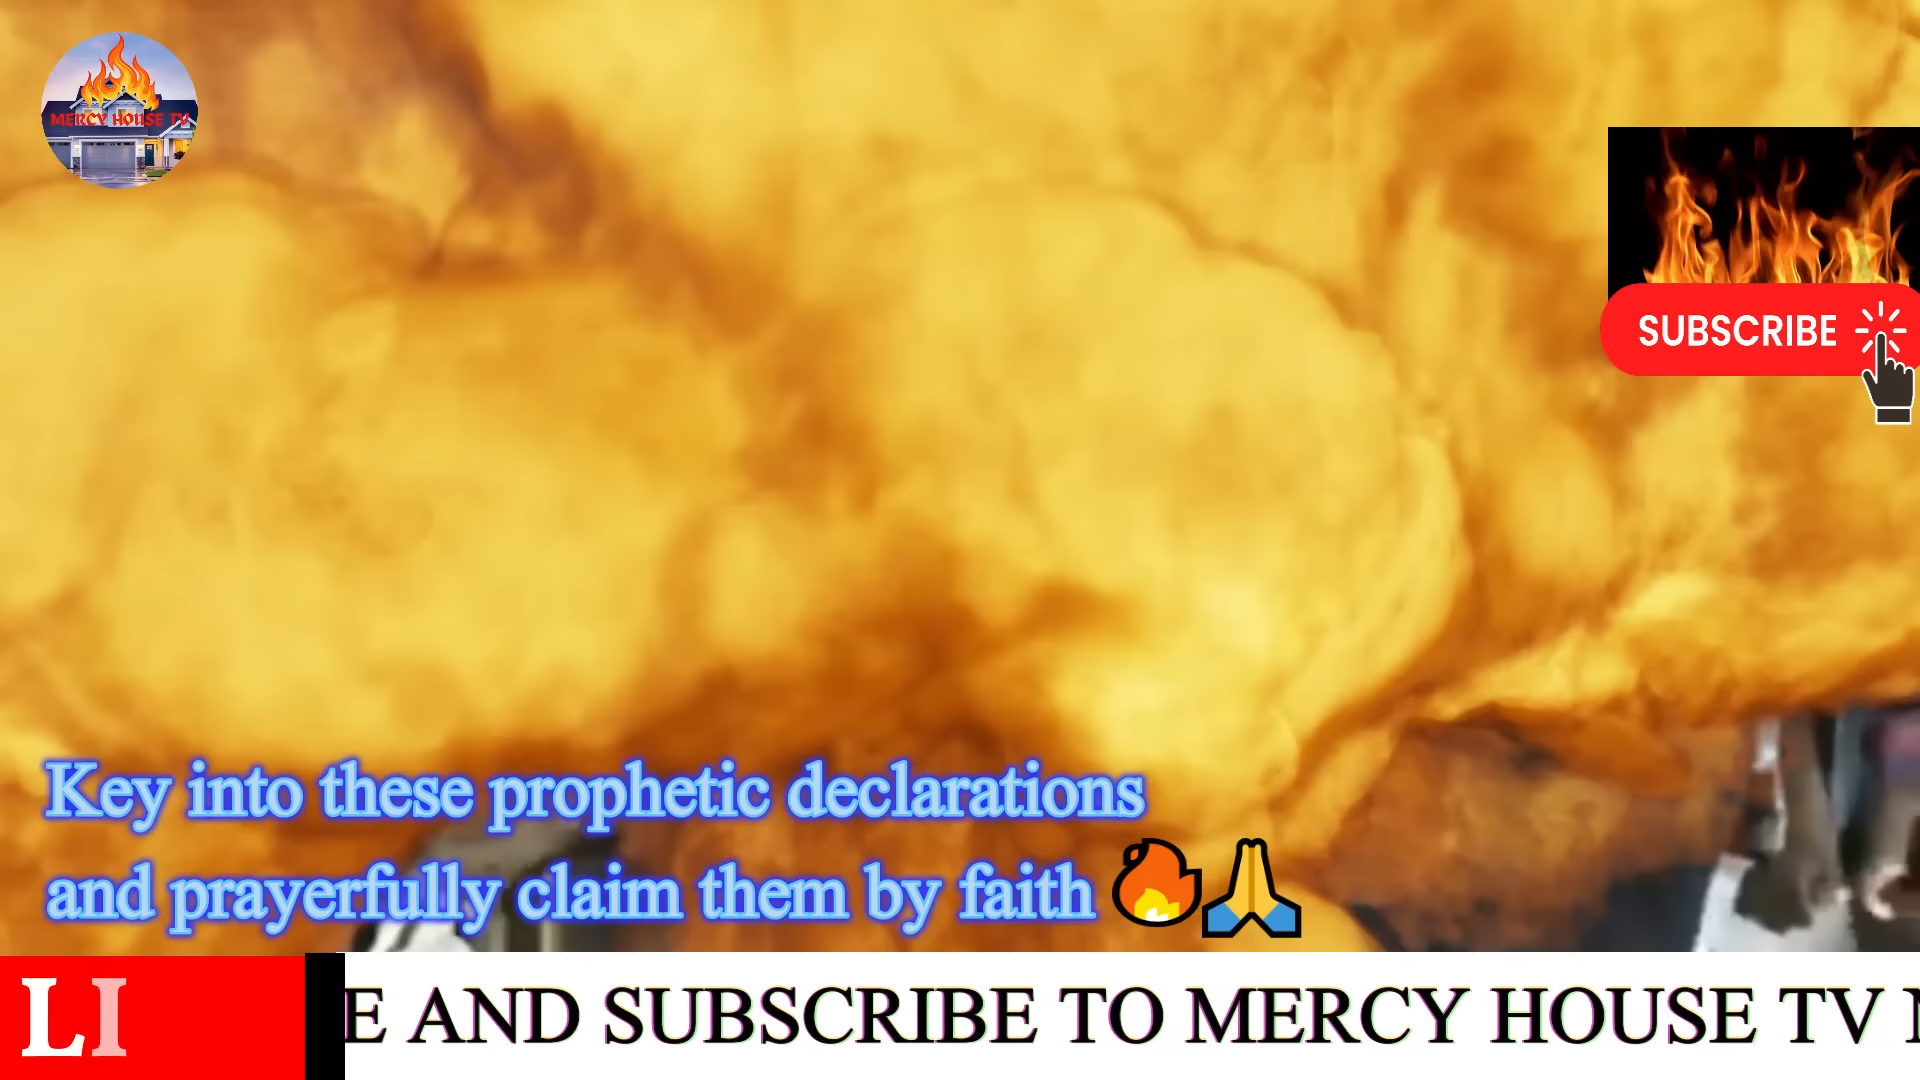 MERCY HOUSE TV
SUBSCRIBE
Key into these prophetic declarations
and prayerfully claim them by faith 🔥🙏
LI
E AND SUBSCRIBE TO MERCY HOUSE TV